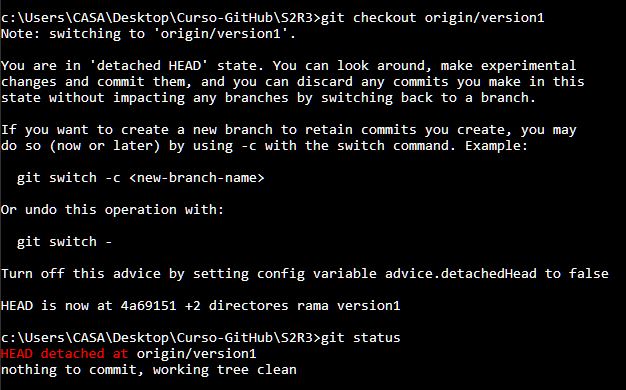 c:\Users\CASA\Desktop\Curso-GitHub\S2R3>git checkout origin/version1
Note: switching to 'origin/version1'.
You are in 'detached HEAD' state. You can look around, make experimental
changes and commit them, and you can discard any commits you make in this
state without impacting any branches by switching back to a branch.
If you want to create a new branch to retain commits you create, you may
do so (now or later) by using -c with the switch command. Example:
git switch -c <new-branch-name>
Or undo this operation with:
git switch -
Turn off this advice by setting config variable advice.detachedHead to false
HEAD is now at 4a69151 +2 directores rama version1
c:\Users\CASA\Desktop\Curso-GitHub\S2R3>git status
HEAD detached at origin/version1
nothing to commit, working tree clean